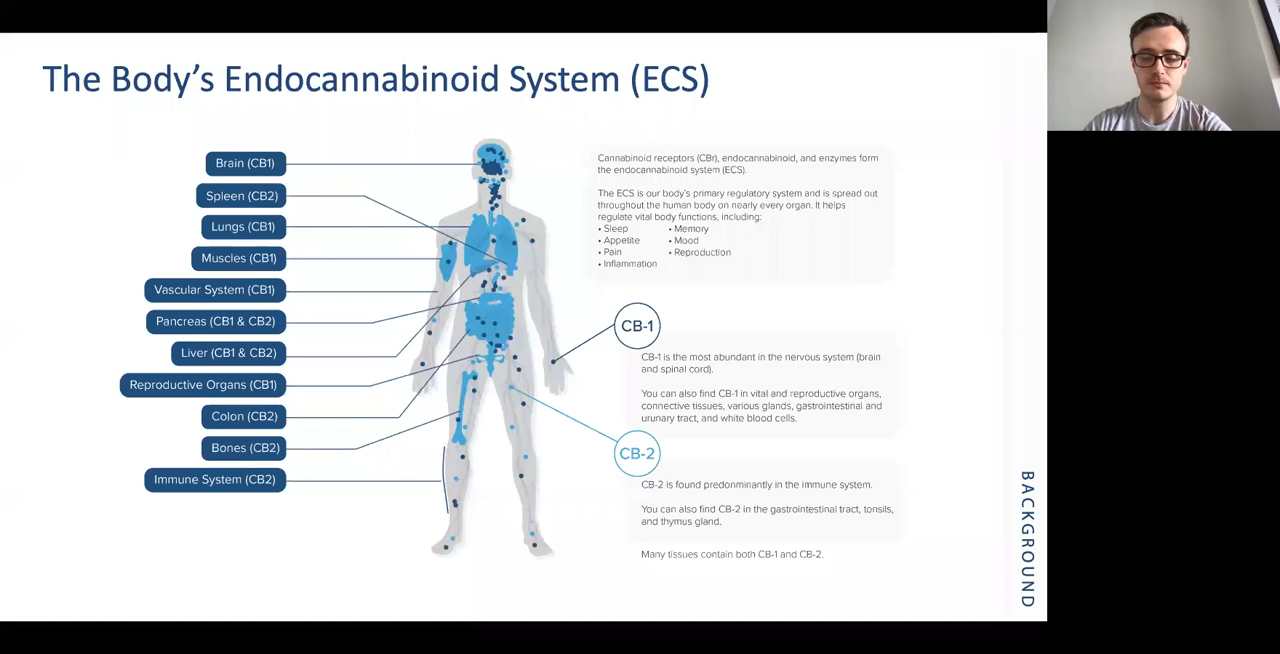 The Body's Endocannabinoid System (ECS)
Brain (CB1)
Spleen (CB2)
Lungs (CB1)
Muscles (CB1)
Vascular System (CB1)
Pancreas (CB1 & CB2)
Liver (CB1 & CB2)
Reproductive Organs (CB1)
Colon (CB2)
Bones (CB2)
Immune System (CB2)
Cannabinoid receptors (CBr), endocannabinoid, and enzymes form
the endocannabinoid system (ECS).
The ECS is our body's primary regulatory system and is spread out
throughout the human body on nearly every organ. It helps
regulate vital body functions, including;
• Sleep • Memory
• Appetite • Mood
• Pain • Reproduction
• Inflammation
CB-1
CB-1 is the most abundant in the nervous system (brain
and spinal cord).
You can also find CB-1 in vital and reproductive organs,
connective tissues, various glands, gastrointestinal and
ururary tract, and white blood cells.
CB-2
CB-2 is found predominantly in the immune system.
You can also find CB-2 in the gastrointestinal tract, tonsils,
and thymus gland.
Many tissues contain both CB-1 and CB-2.
BACKGROUND